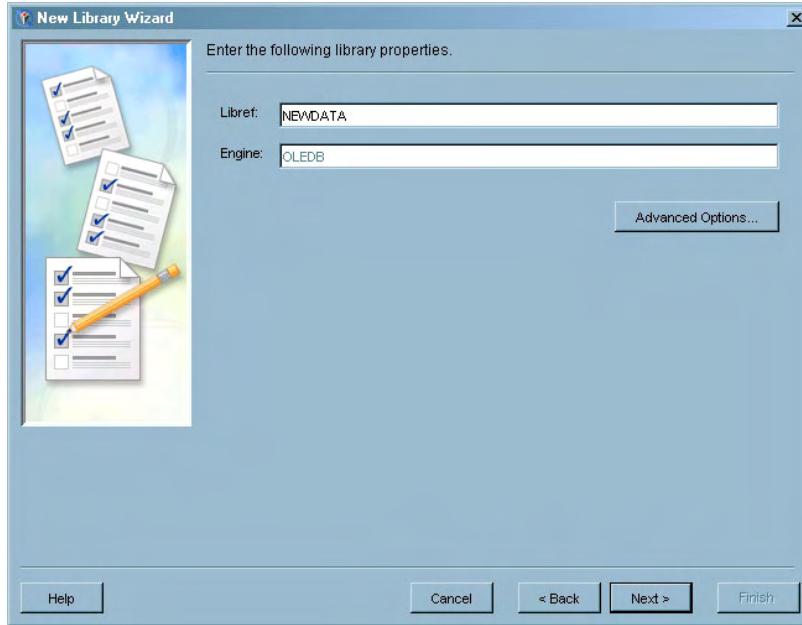 New Library Wizard
Enter the following library properties.
Libref: NEWDATA
Engine: OLEDB
Advanced Options...
Help Cancel < Back Next > Finish